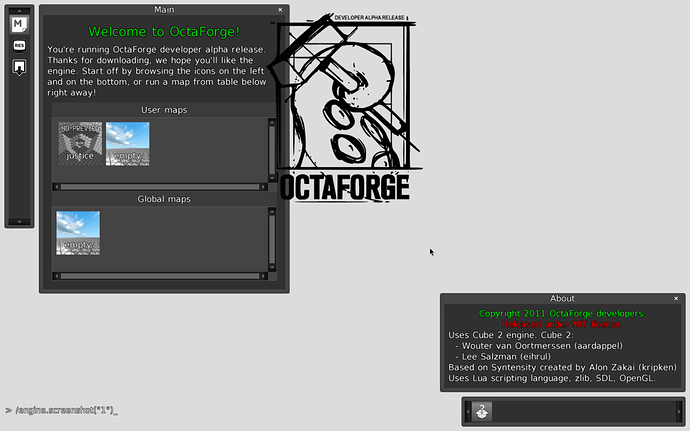 Main
M
RES
Welcome to OctaForge!
You're running OctaForge developer alpha release.
Thanks for downloading, we hope you'll like the
engine. Start off by browsing the icons on the left
and on the bottom, or run a map from table below
right away!
User maps
NO PREVIEW
justice
empty
Global maps
empty
DEVELOPER ALPHA RELEASE
OCTAFORGE
About
Copyright 2011 OctaForge developers.
Released under MIT license.
Uses Cube 2 engine. Cube 2:
- Wouter van Oortmerssen (aardappel)
- Lee Salzman (eihrul)
Based on Syntensity created by Alon Zakai (kripken)
Uses Lua scripting language, zlib, SDL, OpenGL.
> /engine.screenshot("1")_